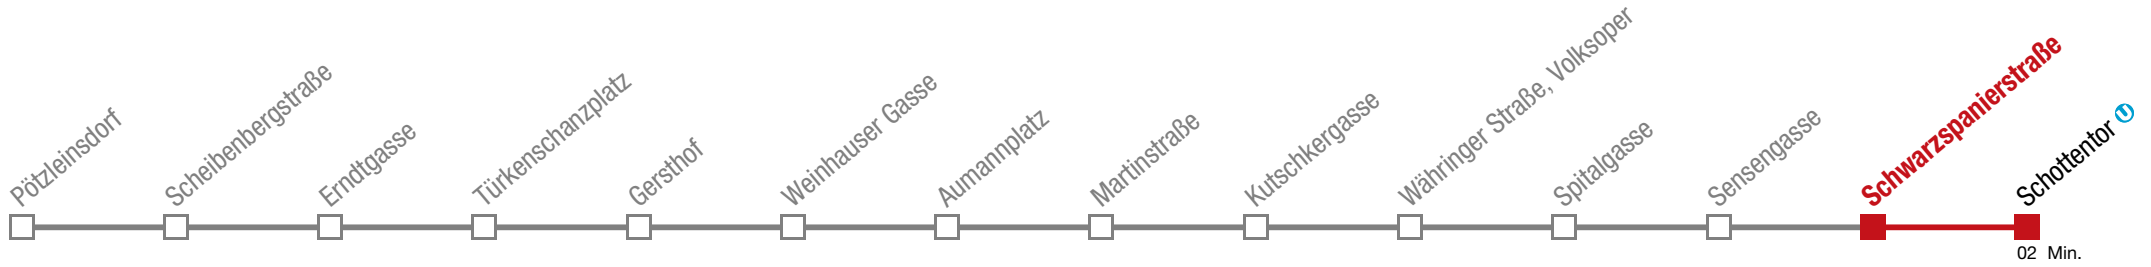 Pötzleinsdorf
Scheibenbergstraße
Erndtgasse
Türkenschanzplatz
Gersthof
Weinhauser Gasse
Aumannplatz
Martinstraße
Kutschkergasse
Währinger Straße, Volksoper
Spitalgasse
Sensengasse
Schwarzspanierstraße
Schottentor U
02 Min.